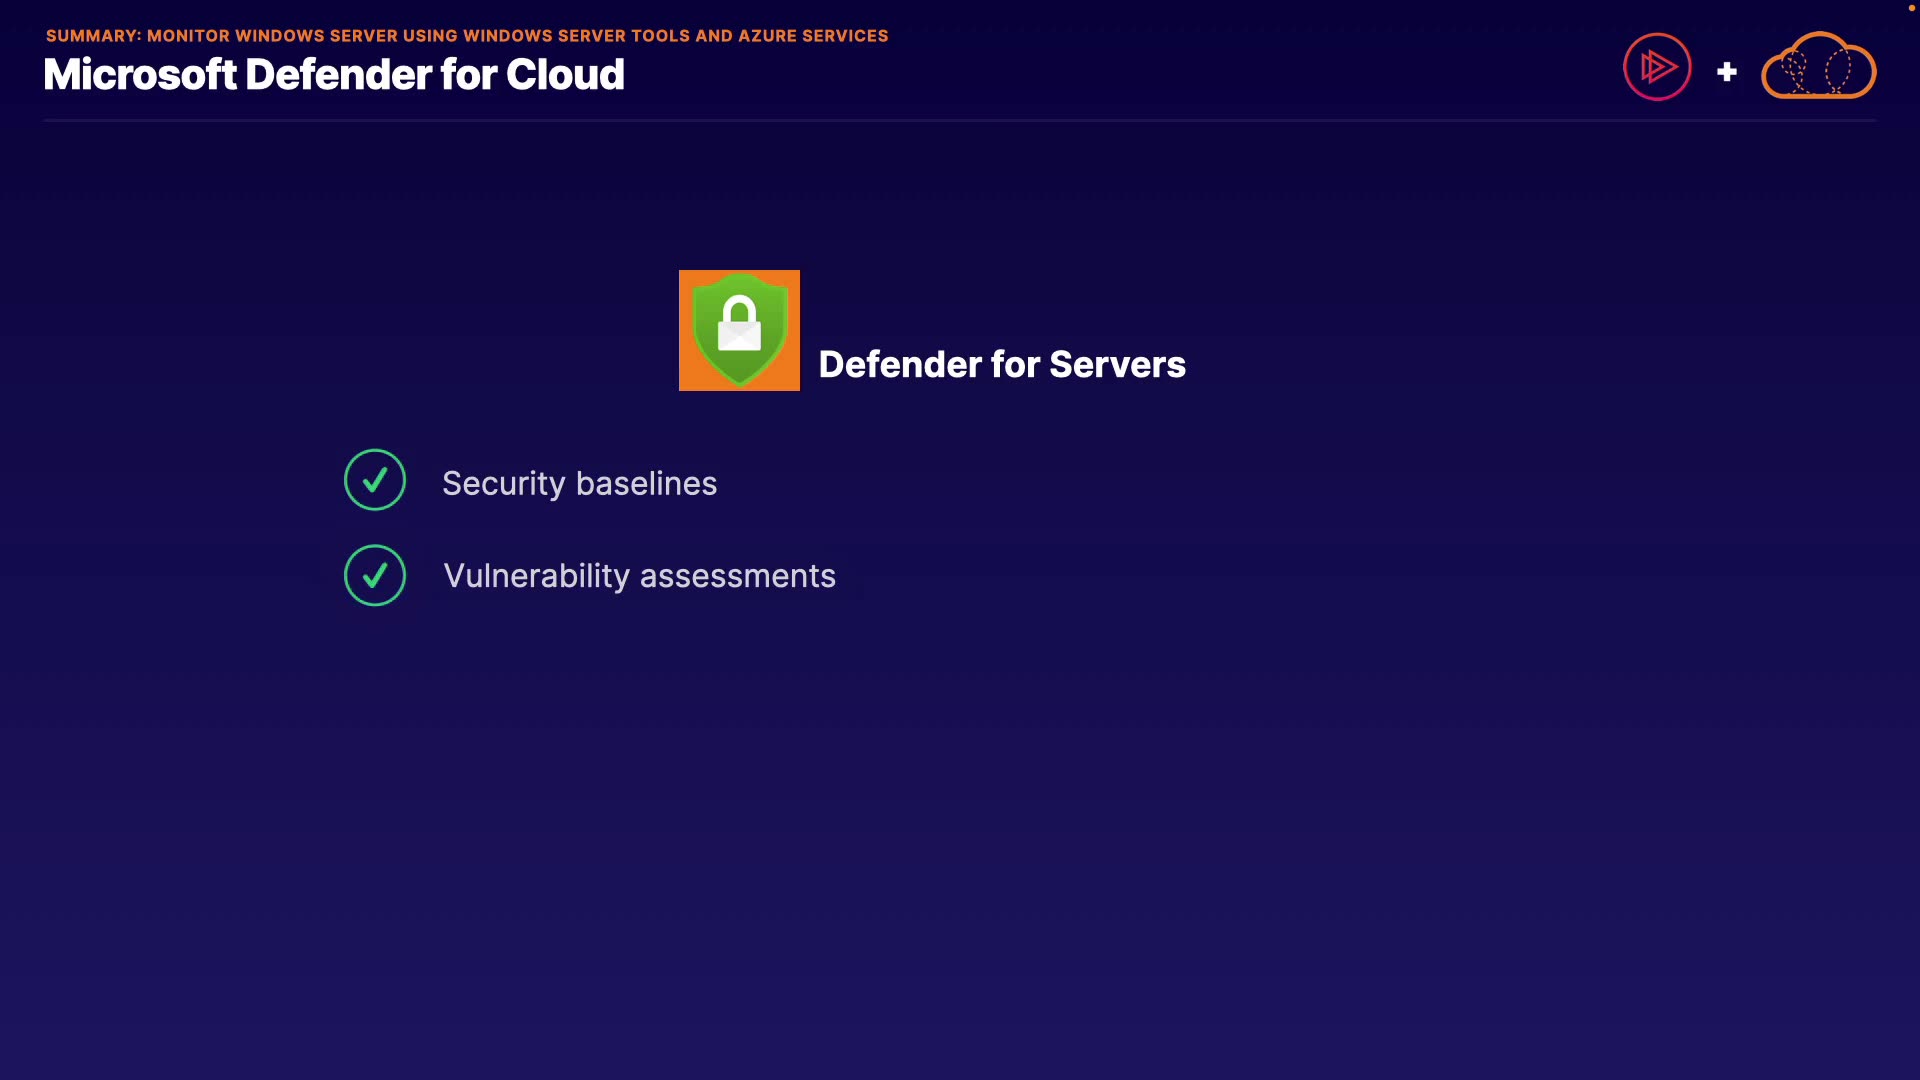 SUMMARY: MONITOR WINDOWS SERVER USING WINDOWS SERVER TOOLS AND AZURE SERVICES
Microsoft Defender for Cloud
Defender for Servers
Security baselines
Vulnerability assessments